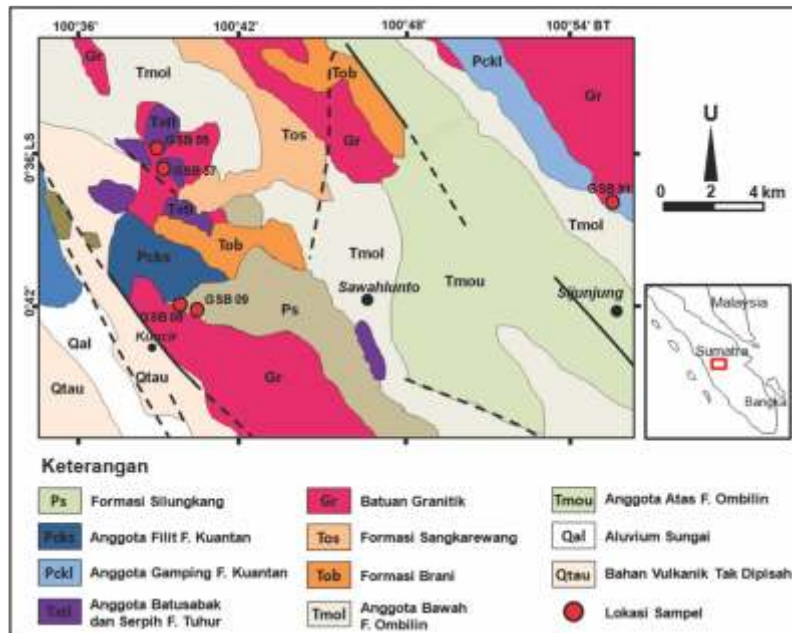 100°36' 100°42' 100°48' 100°54' BT
Gr
Tmol
Tob
Pckl
Gr
Tos
Gr
GSB 05
0°36' LS
GSB 57
U
0 2 4 km
Tmol
Tob
Tmol
Pcks
Tmou
Sawahlunto
Sijunjung
0°42'
GSB 09
Ps
Qal
Qtau
Qtau
Gr
Malaysia
Sumatra
Bangka
Keterangan
Ps Formasi Silungkang
Gr Batuan Granitik
Tmou Anggota Atas F. Ombilin
Pcks Anggota Filit F. Kuantan
Tos Formasi Sangkarewang
Qal Aluvium Sungai
Pckl Anggota Gamping F. Kuantan
Tob Formasi Brani
Qtau Bahan Vulkanik Tak Dipisah
Anggota Batusabak
dan Serpih F. Tuhur
Tmol Anggota Bawah
F. Ombilin
Lokasi Sampel